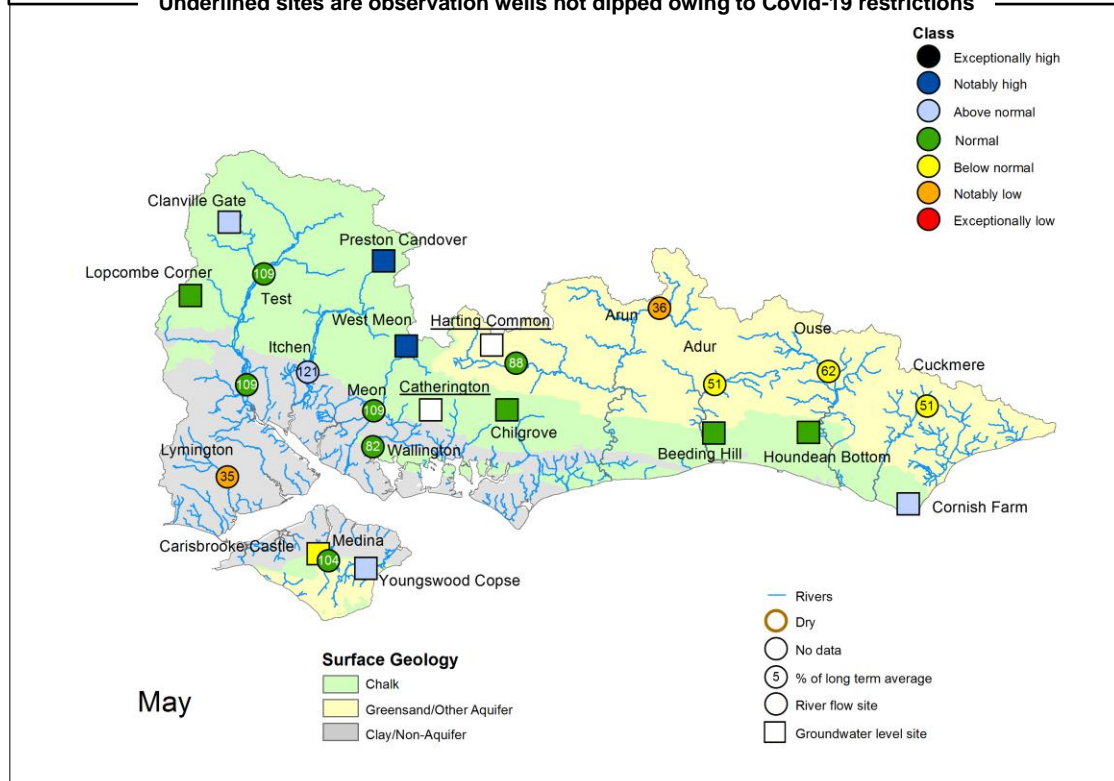 Underlined sites are observation wells not dipped owing to Covid-19 restrictions
Class
Exceptionally high
Notably high
Above normal
Normal
Below normal
Notably low
Exceptionally low
Clanville Gate
Preston Candover
Lopcombe Corner
109
Test
West Meon
Harting Common
Arun
36
Ouse
Adur
Itchen
88
62
Cuckmere
121
109
Meon
Catherington
51
51
109
Chilgrove
Lymington
82
Wallington
Beeding Hill
Houndean Bottom
35
Cornish Farm
Carisbrooke Castle
Medina
104
Youngswood Copse
Rivers
Dry
No data
5
% of long term average
River flow site
Groundwater level site
Surface Geology
Chalk
Greensand/Other Aquifer
Clay/Non-Aquifer
May